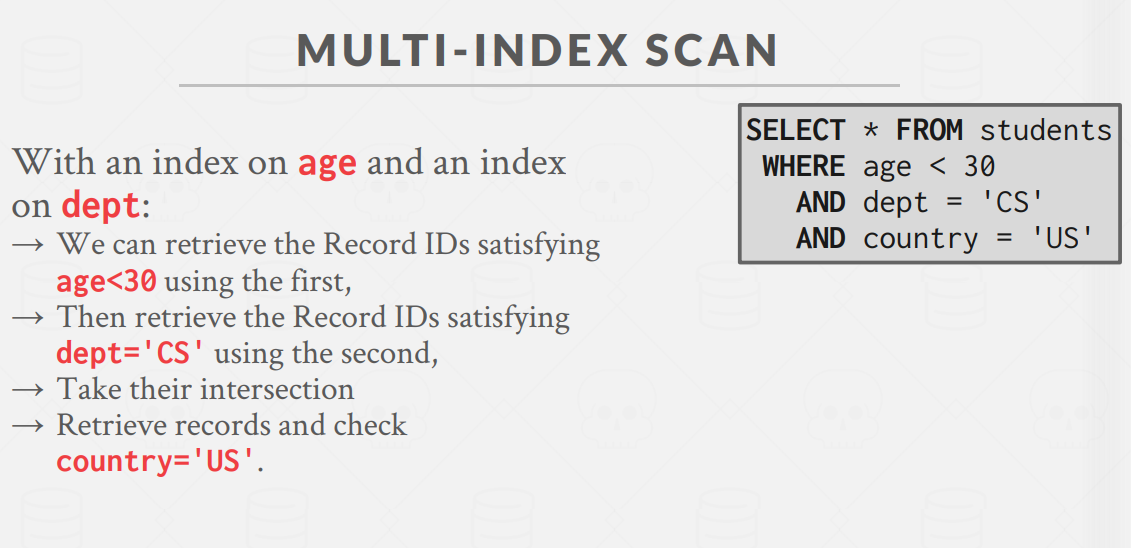 MULTI-INDEX SCAN
With an index on age and an index
on dept:
→ We can retrieve the Record IDs satisfying
age<30 using the first,
→ Then retrieve the Record IDs satisfying
dept='CS' using the second,
→ Take their intersection
→ Retrieve records and check
country='US'.
SELECT * FROM students
WHERE age < 30
AND dept = 'CS'
AND country = 'US'